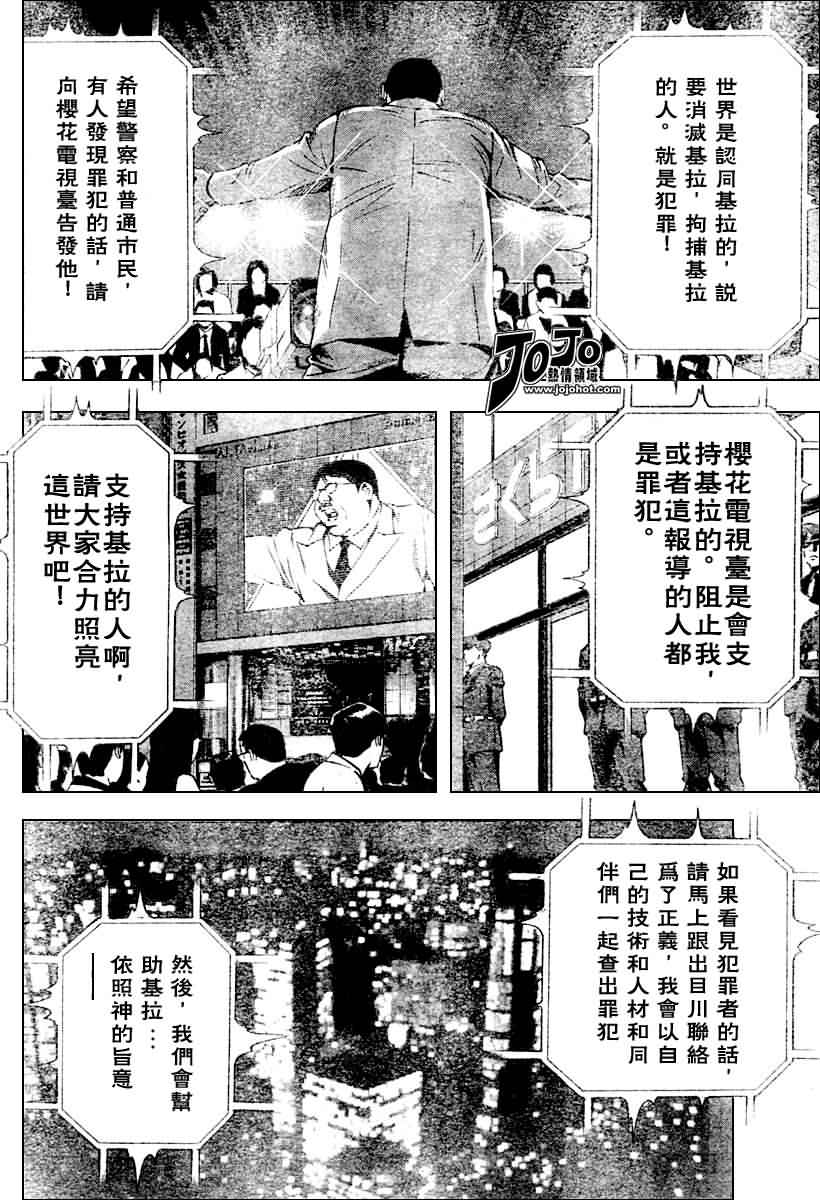 世界是認同基拉的，說
要消滅基拉，拘捕基拉
的人。就是犯罪！
希望警察和普通市民，
有人發現罪犯的話，請
向櫻花電視臺告發他！
JOJO
熱情領域
www.jojohot.com
櫻花電視臺是會支
持基拉的。阻止我，
或者這報導的人都
是罪犯。
さくら
支持基拉的人啊，
請大家合力照亮
這世界吧！
如果看見犯罪者的話，
請馬上跟出目川聯絡
爲了正義，我會以自
己的技術和人材和同
伴們一起查出罪犯
然後，我們會幫
助基拉…
依照神的旨意
——